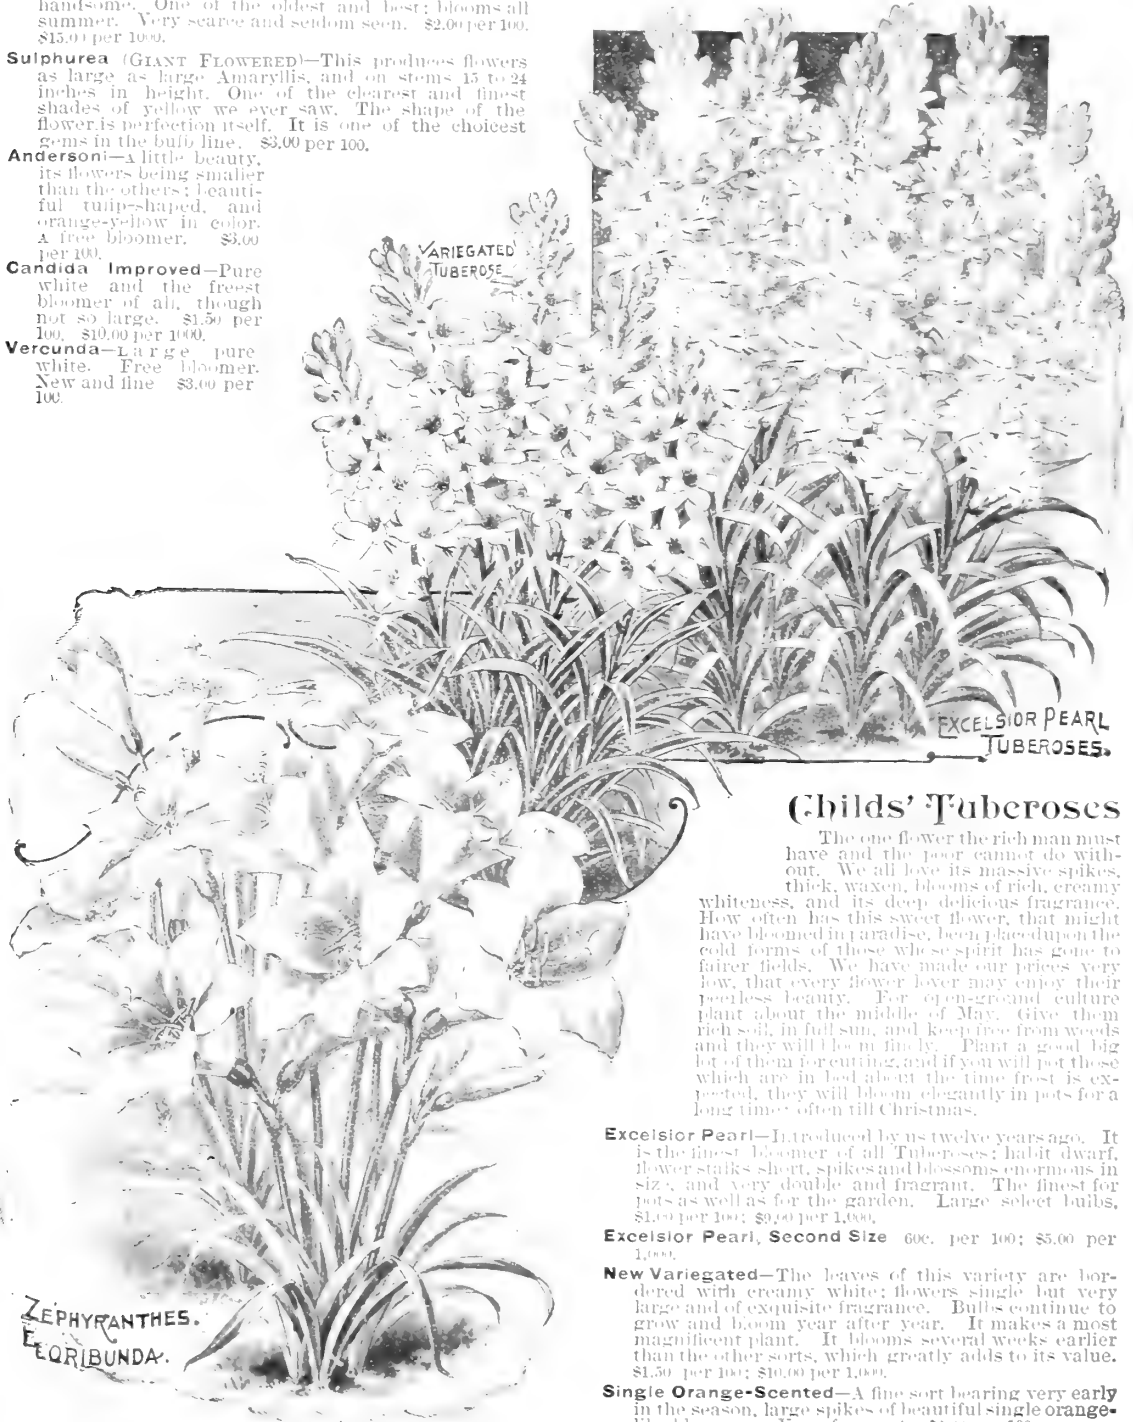 handsome. One of the oldest and best; blooms all
summer. Very scarce and seldom seen. $2.00 per 100.
$15.00 per 1000.
Sulphurea (Giant Flowered)—This produces flowers
as large as large Amaryllis, and on stems 15 to 24
inches in height. One of the clearest and finest
shades of yellow we ever saw. The shape of the
flower is perfection itself. It is one of the choicest
gems in the bulb line. $3.00 per 100.
Andersoni—A little beauty,
its flowers being smaller
than the others; beauti-
ful tulip-shaped, and
orange-yellow in color.
A free bloomer. $3.00
per 100.
Candida Improved—Pure
white and the freest
bloomer of all, though
not so large. $1.50 per
100. $10.00 per 1000.
Vercunda—Large pure
white. Free bloomer.
New and fine $3.00 per
100.
VARIEGATED
TUBEROSE
EXCELSIOR PEARL
TUBEROSES.
Childs' Tuberoses
The one flower the rich man must
have and the poor cannot do with-
out. We all love its massive spikes,
thick, waxen, blooms of rich, creamy
whiteness, and its deep delicious fragrance.
How often has this sweet flower, that might
have bloomed in paradise, been placed upon the
cold forms of those whose spirit has gone to
fairer fields. We have made our prices very
low, that every flower lover may enjoy their
peerless beauty. For open-ground culture
plant about the middle of May. Give them
rich soil, in full sun, and keep free from weeds
and they will bloom finely. Plant a good big
lot of them for cutting, and if you will pot those
which are in bud about the time frost is ex-
pected, they will bloom elegantly in pots for a
long time; often till Christmas.
Excelsior Pearl—Introduced by us twelve years ago. It
is the finest bloomer of all Tuberoses; habit dwarf,
flower stalks short, spikes and blossoms enormous in
size, and very double and fragrant. The finest for
pots as well as for the garden. Large select bulbs,
$1.00 per 100; $9.00 per 1,000.
Excelsior Pearl, Second Size 60c. per 100; $5.00 per
1,000.
New Variegated—The leaves of this variety are bor-
dered with creamy white; flowers single but very
large and of exquisite fragrance. Bulbs continue to
grow and bloom year after year. It makes a most
magnificent plant. It blooms several weeks earlier
than the other sorts, which greatly adds to its value.
$1.50 per 100; $10.00 per 1,000.
Single Orange-Scented—A fine sort bearing very early
in the season, large spikes of beautiful single orange-
ZEPHYRANTHES.
FLORIBUNDA.